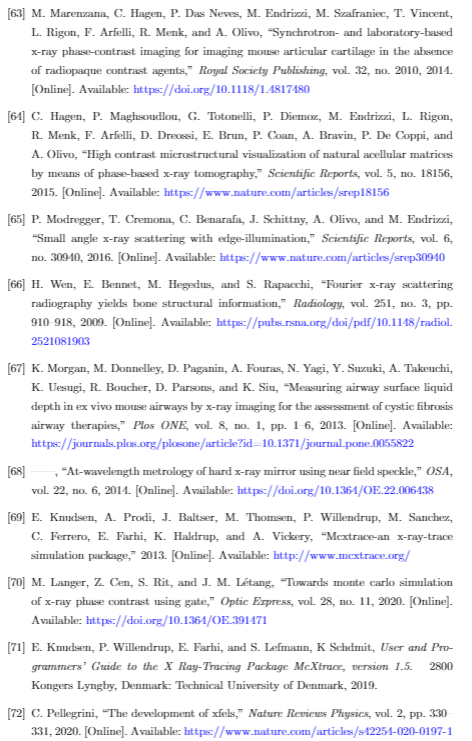 [63] M. Marenzana, C. Hagen, P. Das Neves, M. Endrizzi, M. Szafraniec, T. Vincent,
L. Rigon, F. Arfelli, R. Menk, and A. Olivo, “Synchrotron- and laboratory-based
x-ray phase-contrast imaging for imaging mouse articular cartilage in the absence
of radiopaque contrast agents,” Royal Society Publishing, vol. 32, no. 2010, 2014.
[Online]. Available: https://doi.org/10.1118/1.4817480
[64] C. Hagen, P. Maghsoudlou, G. Totonelli, P. Diemoz, M. Endrizzi, L. Rigon,
R. Menk, F. Arfelli, D. Dreossi, E. Brun, P. Coan, A. Bravin, P. De Coppi, and
A. Olivo, “High contrast microstructural visualization of natural acellular matrices
by means of phase-based x-ray tomography,” Scientific Reports, vol. 5, no. 18156,
2015. [Online]. Available: https://www.nature.com/articles/srep18156
[65] P. Modregger, T. Cremona, C. Benarafa, J. Schittny, A. Olivo, and M. Endrizzi,
“Small angle x-ray scattering with edge-illumination,” Scientific Reports, vol. 6,
no. 30940, 2016. [Online]. Available: https://www.nature.com/articles/srep30940
[66] H. Wen, E. Bennet, M. Hegedus, and S. Rapacchi, “Fourier x-ray scattering
radiography yields bone structural information,” Radiology, vol. 251, no. 3, pp.
910–918, 2009. [Online]. Available: https://pubs.rsna.org/doi/pdf/10.1148/radiol.
2521081903
[67] K. Morgan, M. Donnelley, D. Paganin, A. Fouras, N. Yagi, Y. Suzuki, A. Takeuchi,
K. Uesugi, R. Boucher, D. Parsons, and K. Siu, “Measuring airway surface liquid
depth in ex vivo mouse airways by x-ray imaging for the assessment of cystic fibrosis
airway therapies,” Plos ONE, vol. 8, no. 1, pp. 1–6, 2013. [Online]. Available:
https://journals.plos.org/plosone/article?id=10.1371/journal.pone.0055822
[68] ——, “At-wavelength metrology of hard x-ray mirror using near field speckle,” OSA,
vol. 22, no. 6, 2014. [Online]. Available: https://doi.org/10.1364/OE.22.006438
[69] E. Knudsen, A. Prodi, J. Baltser, M. Thomsen, P. Willendrup, M. Sanchez,
C. Ferrero, E. Farhi, K. Haldrup, and A. Vickery, “Mcxtrace-an x-ray-trace
simulation package,” 2013. [Online]. Available: http://www.mcxtrace.org/
[70] M. Langer, Z. Cen, S. Rit, and J. M. Létang, “Towards monte carlo simulation
of x-ray phase contrast using gate,” Optic Express, vol. 28, no. 11, 2020. [Online].
Available: https://doi.org/10.1364/OE.391471
[71] E. Knudsen, P. Willendrup, E. Farhi, and S. Lefmann, K Schdmit, User and Pro-
grammers’ Guide to the X Ray-Tracing Package McXtrace, version 1.5. 2800
Kongers Lyngby, Denmark: Technical University of Denmark, 2019.
[72] C. Pellegrini, “The development of xfels,” Nature Reviews Physics, vol. 2, pp. 330–
331, 2020. [Online]. Available: https://www.nature.com/articles/s42254-020-0197-1